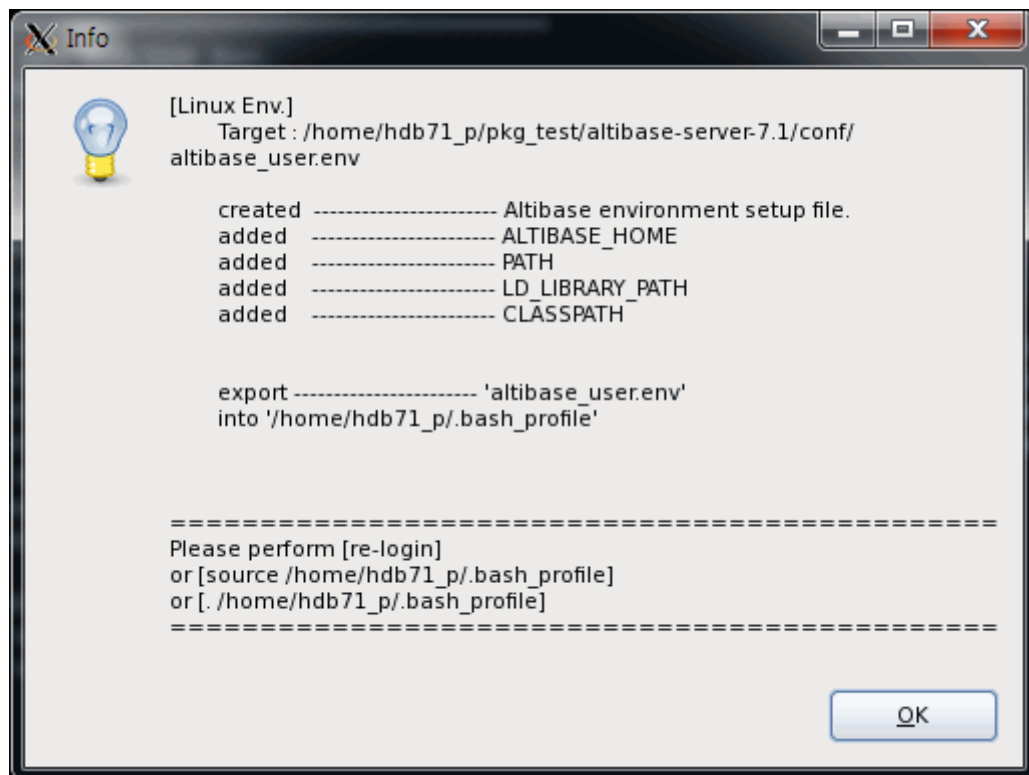 Info
[Linux Env.]
Target : /home/hdb71_p/pkg_test/altibase-server-7.1/conf/
altibase_user.env
created ----------------------- Altibase environment setup file.
added ----------------------- ALTIBASE_HOME
added ----------------------- PATH
added ----------------------- LD_LIBRARY_PATH
added ----------------------- CLASSPATH
export ----------------------- 'altibase_user.env'
into '/home/hdb71_p/.bash_profile'
==============================================
Please perform [re-login]
or [source /home/hdb71_p/.bash_profile]
or [. /home/hdb71_p/.bash_profile]
==============================================
OK